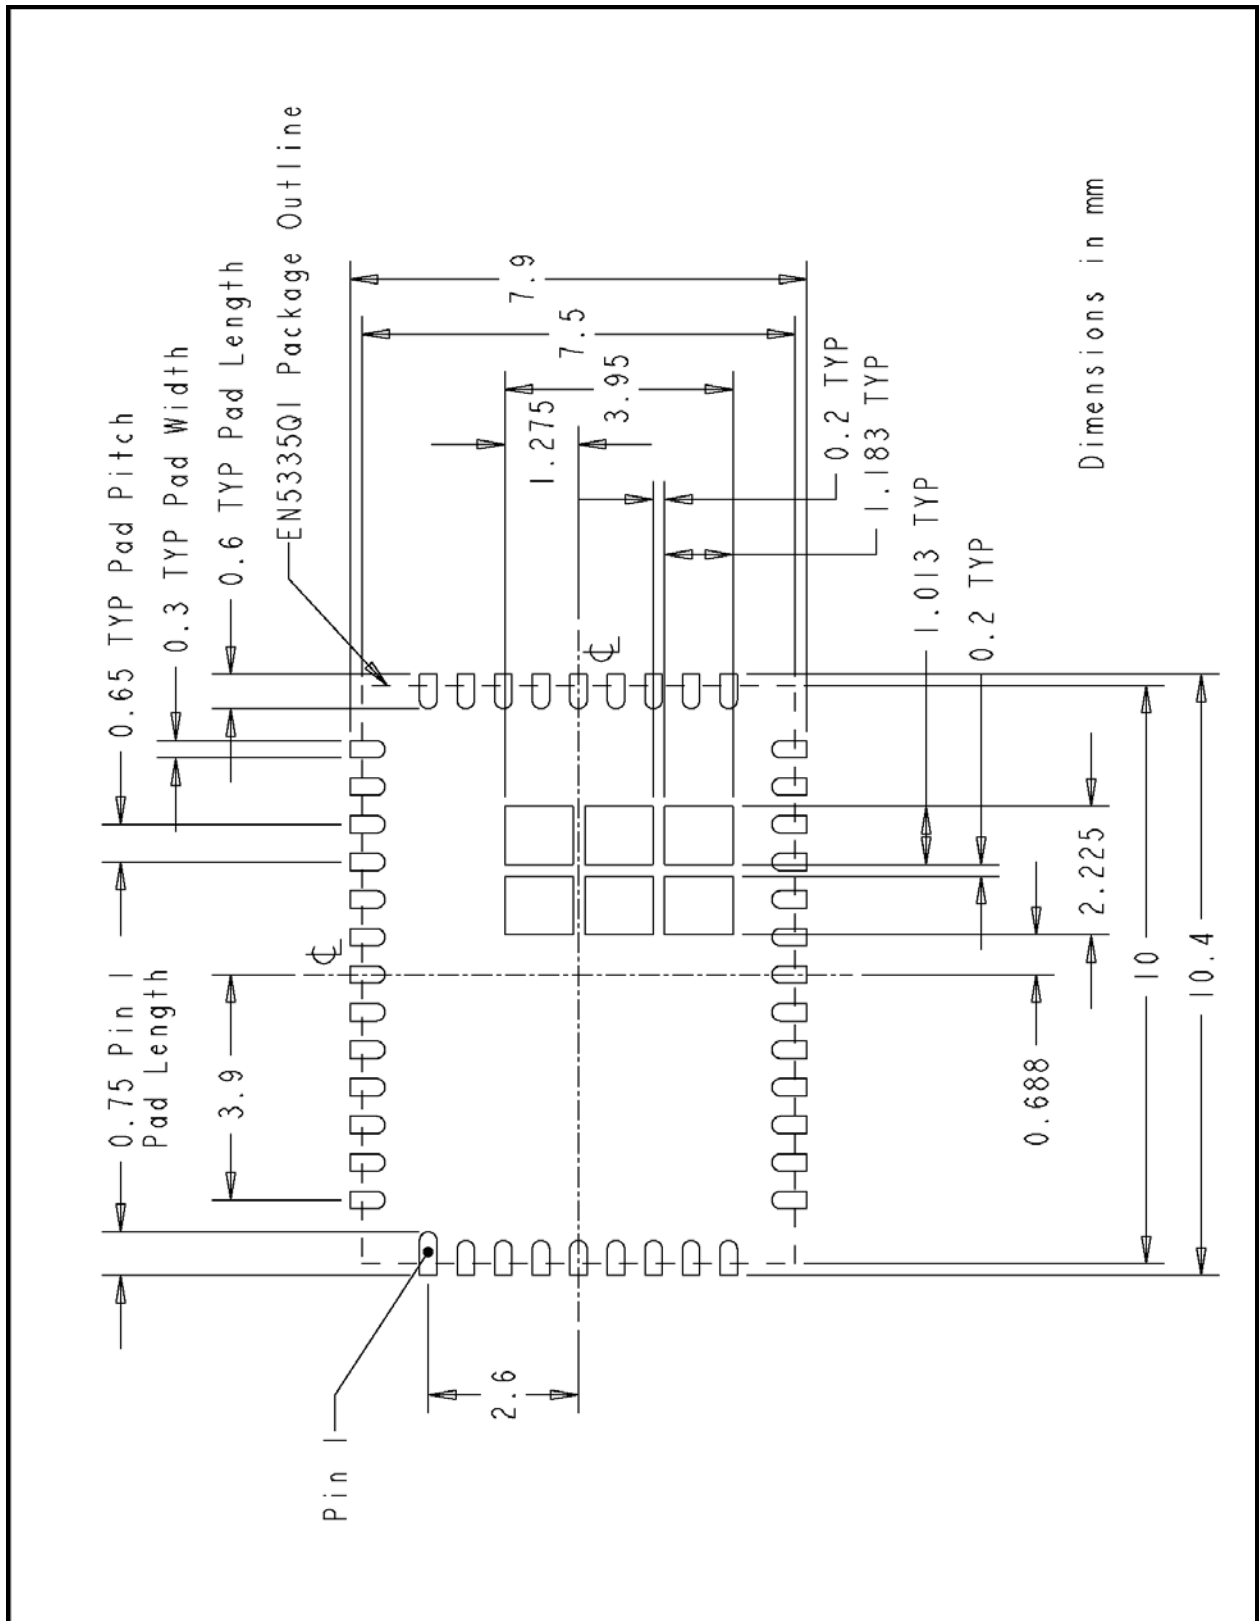 0.75 Pin 1
Pad Length
0.65 TYP Pad Pitch
0.3 TYP Pad Width
0.6 TYP Pad Length
EN5335QI Package Outline
3.9
Pin 1
2.6
7.9
7.5
3.95
1.275
0.2 TYP
1.183 TYP
1.013 TYP
0.2 TYP
0.688
2.225
10
10.4
Dimensions in mm